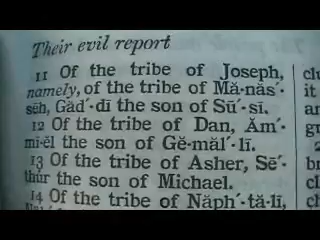 Their evil report
11 Of the tribe of Joseph,
namely, of the tribe of Mă-năs´-
sĕh, Găd´-dī the son of Sū´-sī.
12 Of the tribe of Dan, Ăm´-
mĭ-ĕl the son of Gĕ-măl´-lī.
13 Of the tribe of Asher, Sē´-
thŭr the son of Michael.
14 Of the tribe of Năph´-tă-lī,